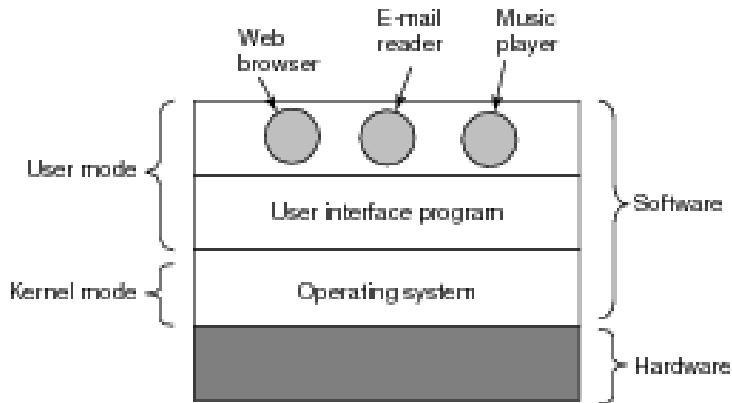 Web
browser
E-mail
reader
Music
player
User mode
User interface program
Software
Kernel mode
Operating system
Hardware